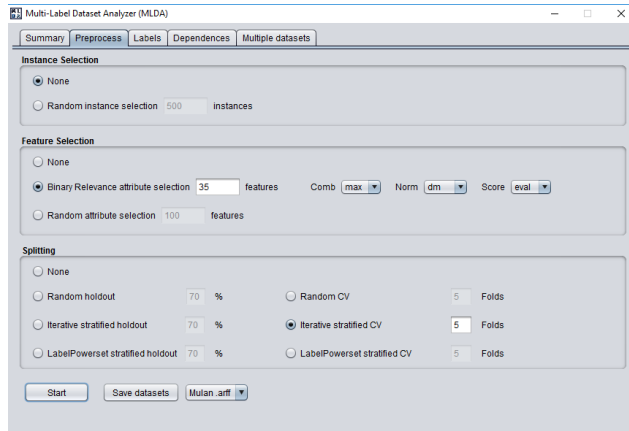 Multi-Label Dataset Analyzer (MLDA)
Summary Preprocess Labels Dependences Multiple datasets
Instance Selection
None
Random instance selection 500 instances
Feature Selection
None
Binary Relevance attribute selection 35 features Comb max Norm dm Score eval
Random attribute selection 100 features
Splitting
None
Random holdout 70 % Random CV 5 Folds
Iterative stratified holdout 70 % Iterative stratified CV 5 Folds
LabelPowerset stratified holdout 70 % LabelPowerset stratified CV 5 Folds
Start Save datasets Mulan .arff